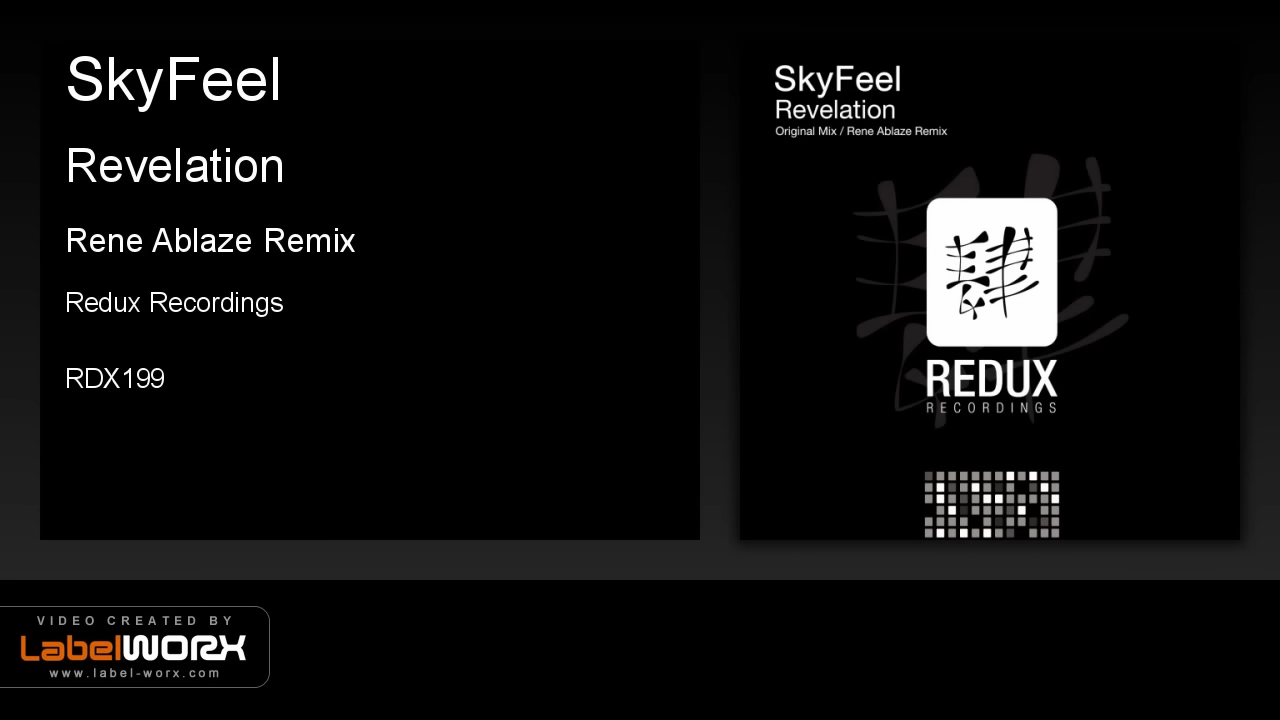 SkyFeel
Revelation
Rene Ablaze Remix
Redux Recordings
RDX199
SkyFeel
Revelation
Original Mix / Rene Ablaze Remix
肆
REDUX
RECORDINGS
VIDEO CREATED BY
LabelWORX
www.label-worx.com